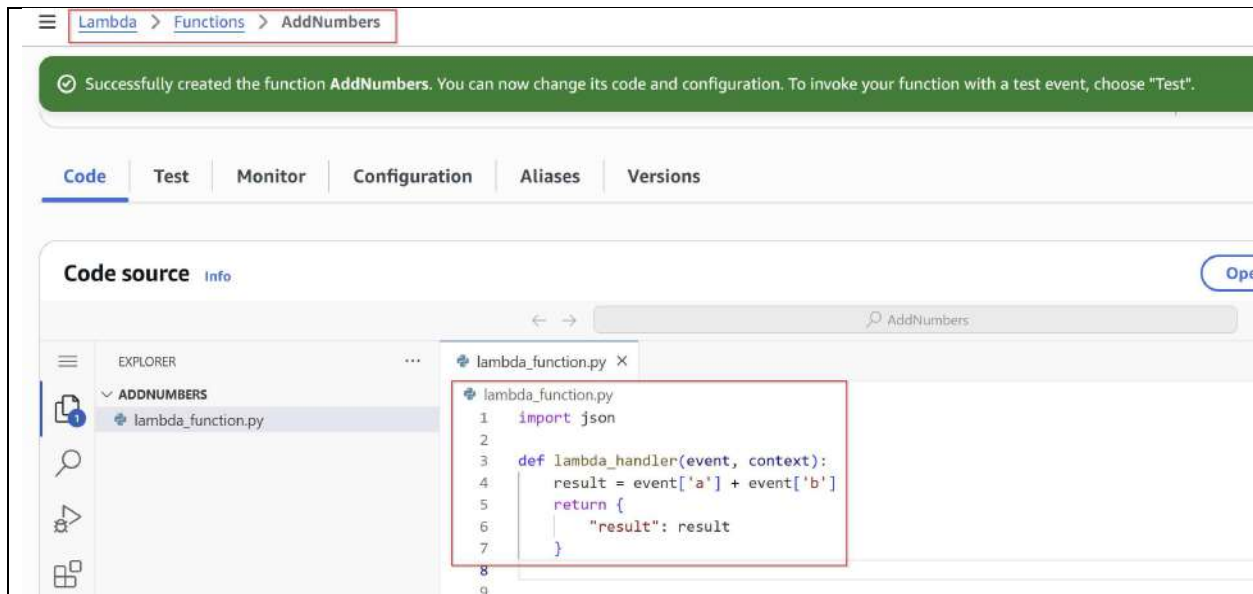 Lambda > Functions > AddNumbers
Successfully created the function AddNumbers. You can now change its code and configuration. To invoke your function with a test event, choose "Test".
Code Test Monitor Configuration Aliases Versions
Code source Info
Ope
AddNumbers
EXPLORER ...
lambda_function.py ×
ADDNUMBERS
lambda_function.py
1
lambda_function.py
1 import json
2
3 def lambda_handler(event, context):
4     result = event['a'] + event['b']
5     return {
6         "result": result
7     }
8
9